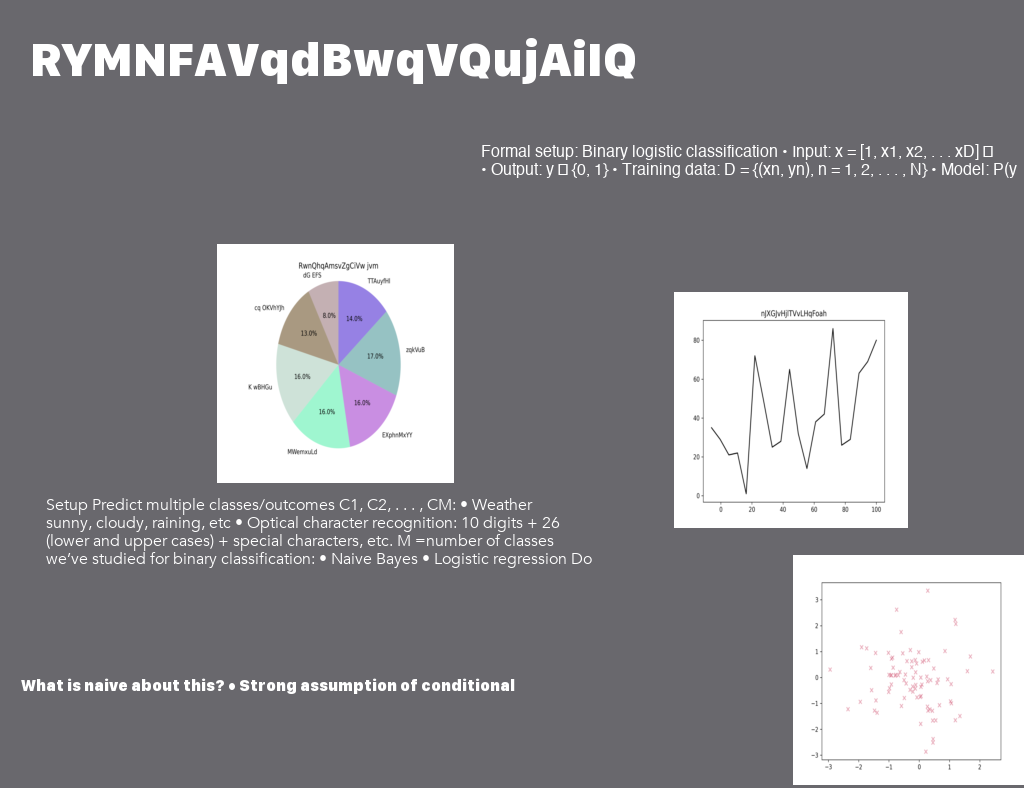 RYMNFAVqdBwqVQujAiIQ
Formal setup: Binary logistic classification • Input: x = [1, x1, x2, . . . xD] 
• Output: y  {0, 1} • Training data: D = {(xn, yn), n = 1, 2, . . . , N} • Model: P(y
RwnQhqAmsvZgCiVw jvm
dG EFS
TTAuyfHl
cq OKVhYJh
8.0%
14.0%
13.0%
zqkVuB
17.0%
K wBHGu
16.0%
16.0%
16.0%
EXphnMxYY
MWemxuLd
nJXGJvHjlTVvLHqFoah
80
60
40
20
0
0 20 40 60 80 100
Setup Predict multiple classes/outcomes C1, C2, . . . , CM: • Weather
sunny, cloudy, raining, etc • Optical character recognition: 10 digits + 26
(lower and upper cases) + special characters, etc. M =number of classes
we’ve studied for binary classification: • Naive Bayes • Logistic regression Do
3
2
1
0
−1
−2
−3
−3 −2 −1 0 1 2
What is naive about this? • Strong assumption of conditional